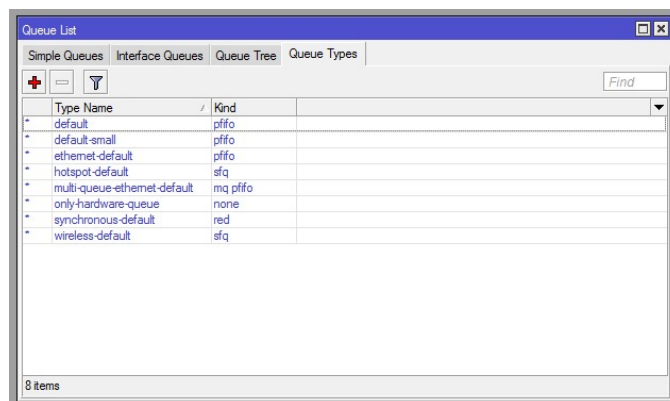 Queue List
Simple Queues Interface Queues Queue Tree Queue Types
Find
Type Name / Kind
* default pfifo
* default-small pfifo
* ethernet-default pfifo
* hotspot-default sfq
* multi-queue-ethernet-default mq pfifo
* only-hardware-queue none
* synchronous-default red
* wireless-default sfq
8 items